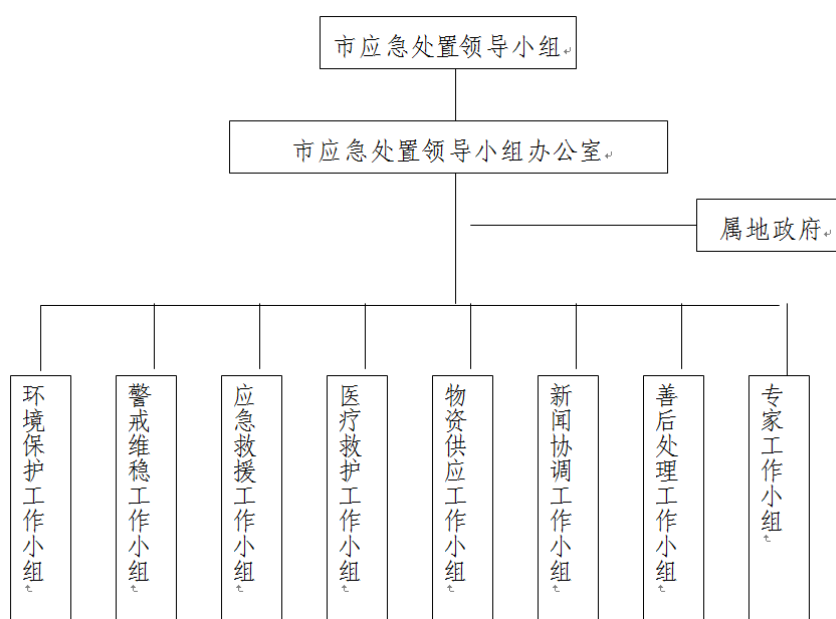 市应急处置领导小组
市应急处置领导小组办公室
属地政府
环境保护工作小组
警戒维稳工作小组
应急救援工作小组
医疗救护工作小组
物资供应工作小组
新闻协调工作小组
善后处理工作小组
专家工作小组